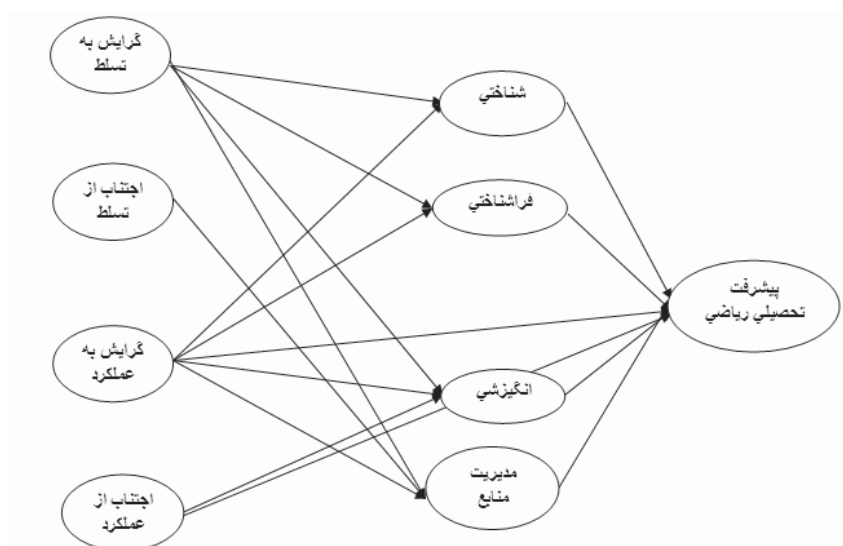 گرايش به
تسلط
اجتناب از
تسلط
گرايش به
عملكرد
اجتناب از
عملكرد
شناختي
فراشناختي
انگيزشي
مديريت
منابع
پيشرفت
تحصيلي رياضي